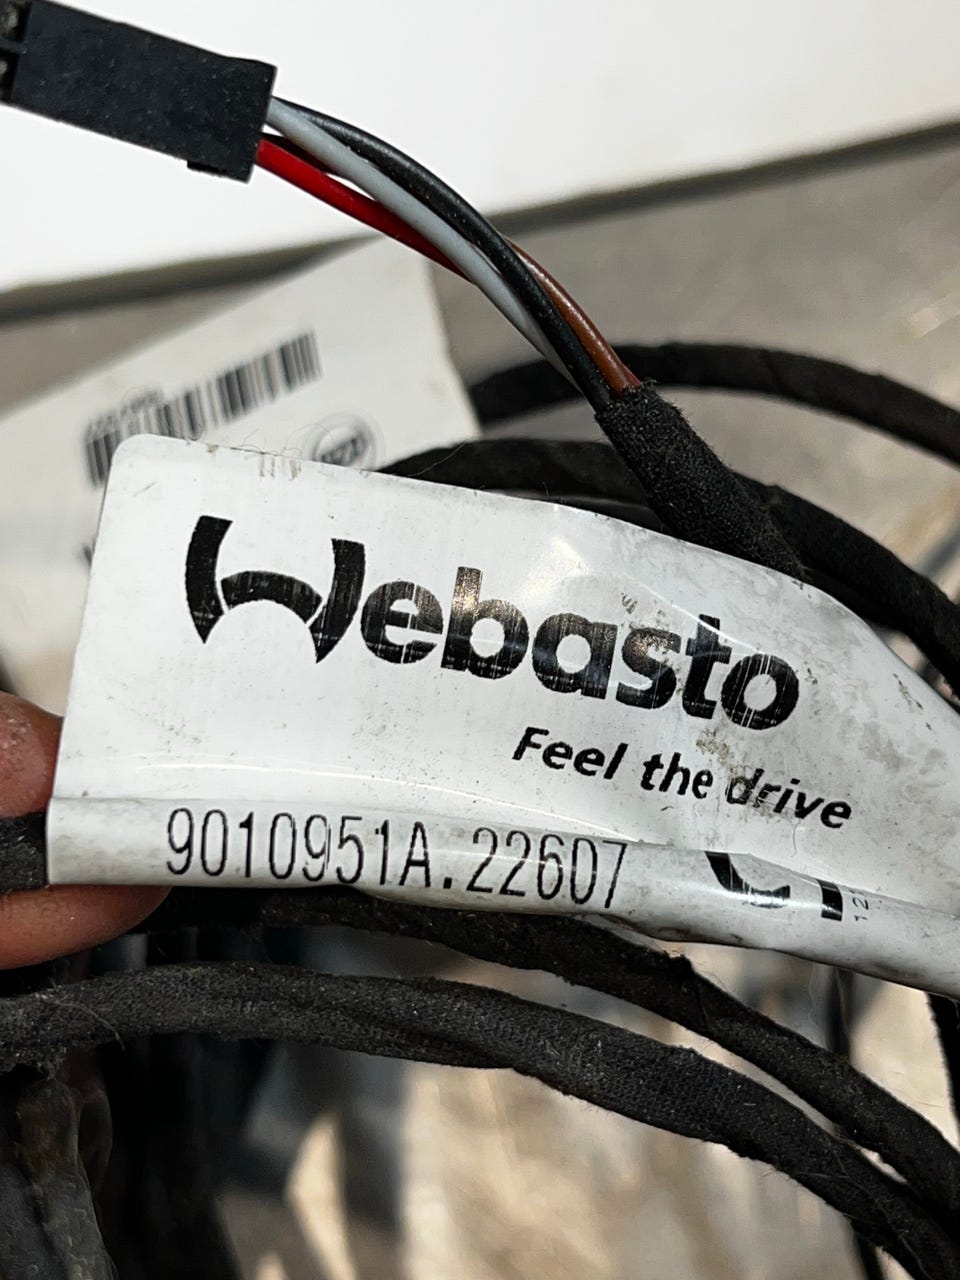 Webasto
Feel the drive
9010951A.22607